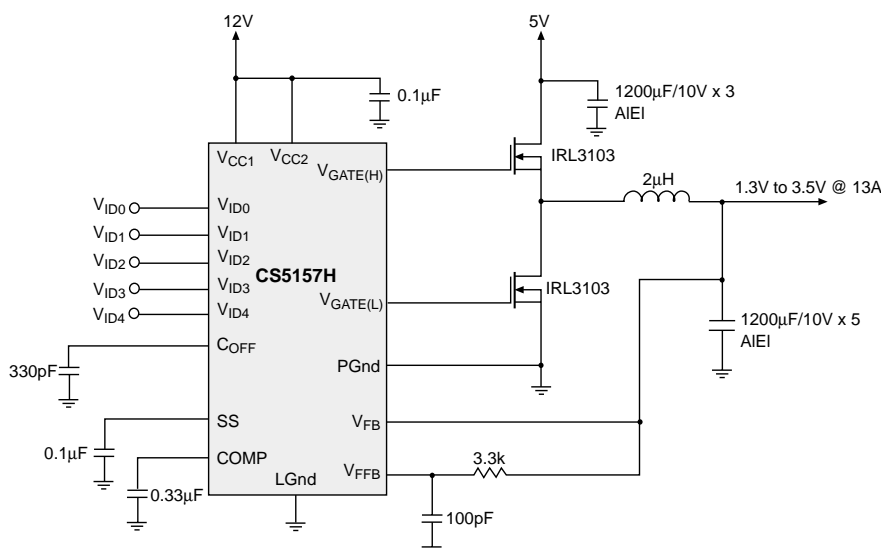 12V
5V
0.1μF
1200μF/10V x 3
AlEl
VCC1
VCC2
VGATE(H)
IRL3103
2μH
1.3V to 3.5V @ 13A
VID0
VID0
VID1
VID1
VID2
VID2
CS5157H
VID3
VID3
VID4
VID4
VGATE(L)
IRL3103
1200μF/10V x 5
AlEl
COFF
330pF
PGnd
SS
VFB
0.1μF
COMP
3.3k
VFFB
LGnd
0.33μF
100pF